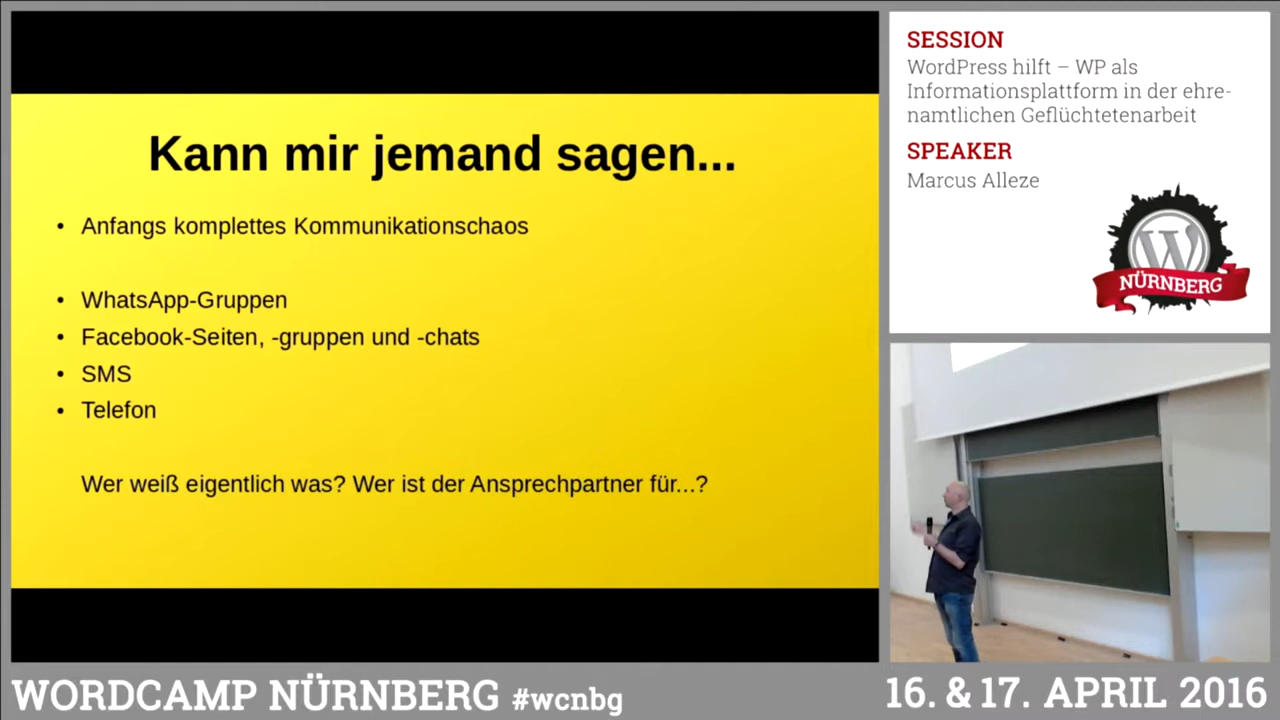 Kann mir jemand sagen...
• Anfangs komplettes Kommunikationschaos
• WhatsApp-Gruppen
• Facebook-Seiten, -gruppen und -chats
• SMS
• Telefon
Wer weiß eigentlich was? Wer ist der Ansprechpartner für...?
SESSION
WordPress hilft – WP als
Informationsplattform in der ehre-
namtlichen Geflüchtetenarbeit
SPEAKER
Marcus Alleze
W
NÜRNBERG
WORDCAMP NÜRNBERG #wcnbg
16. & 17. APRIL 2016